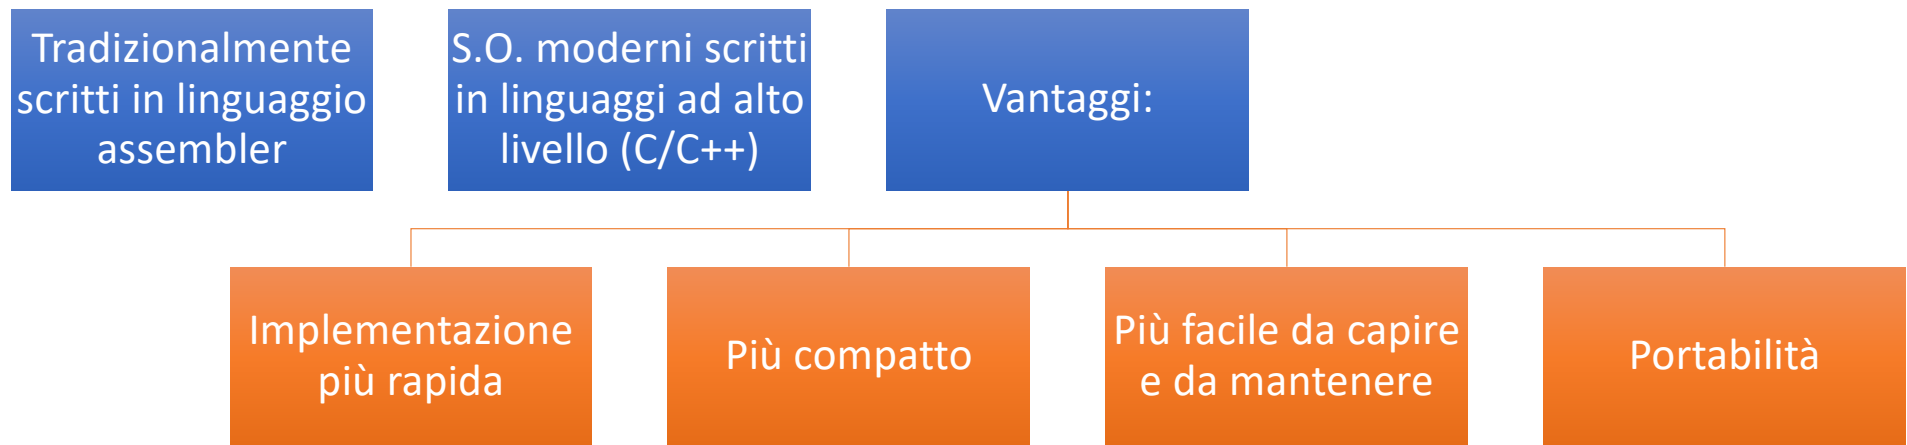 Tradizionalmente
scritti in linguaggio
assembler
S.O. moderni scritti
in linguaggi ad alto
livello (C/C++)
Vantaggi:
Implementazione
più rapida
Più compatto
Più facile da capire
e da mantenere
Portabilità